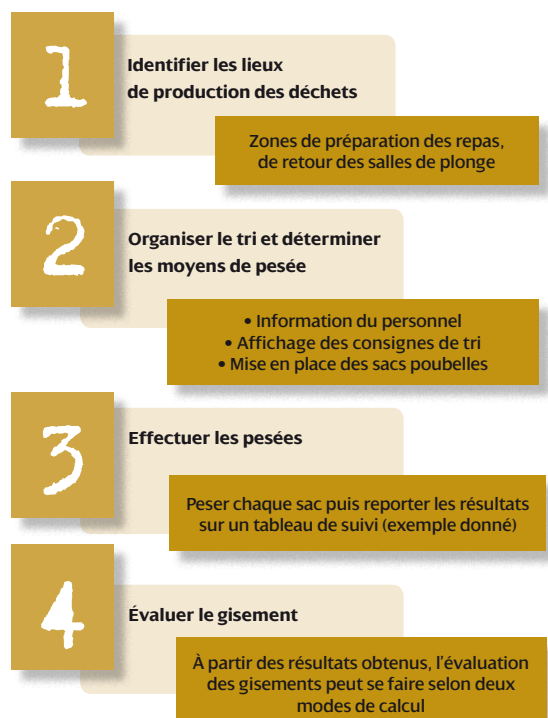 1
Identifier les lieux
de production des déchets
Zones de préparation des repas,
de retour des salles de plonge
2
Organiser le tri et déterminer
les moyens de pesée
• Information du personnel
• Affichage des consignes de tri
• Mise en place des sacs poubelles
3
Effectuer les pesées
Peser chaque sac puis reporter les résultats
sur un tableau de suivi (exemple donné)
4
Évaluer le gisement
À partir des résultats obtenus, l'évaluation
des gisements peut se faire selon deux
modes de calcul